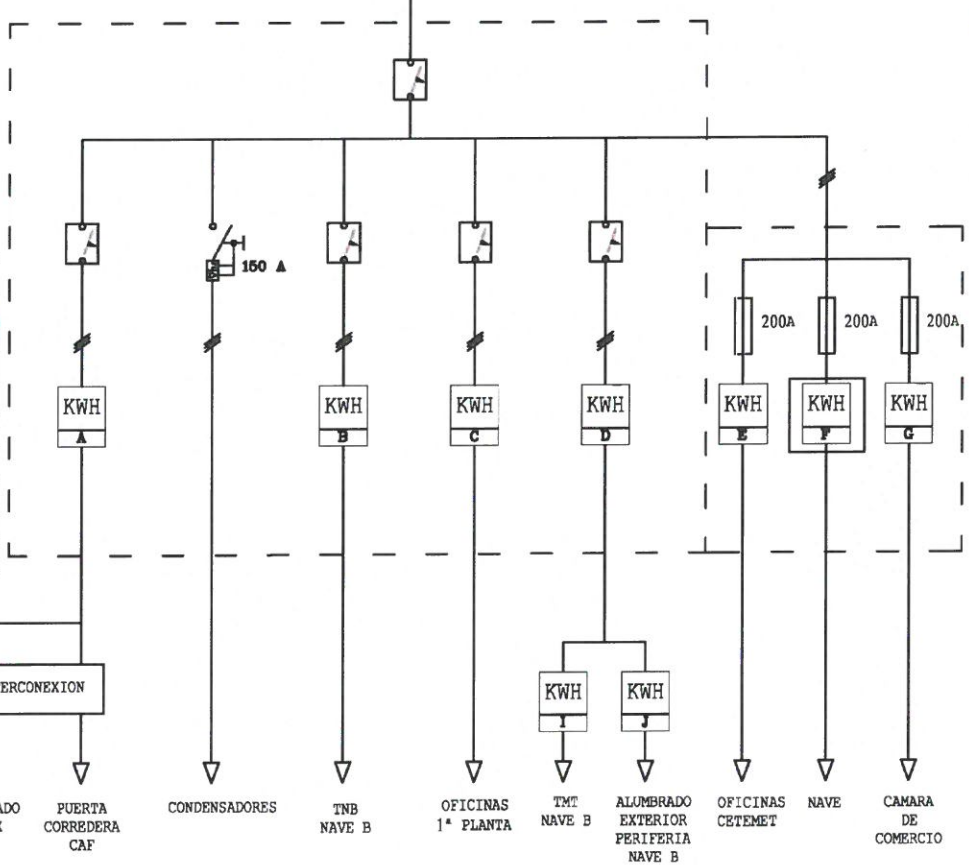 150 A
200A
200A
200A
KWH
A
KWH
B
KWH
C
KWH
D
KWH
E
KWH
F
KWH
G
KWH
I
KWH
J
ERCONEXION
ADO
PUERTA
CORREDERA
CAF
CONDENSADORES
TNB
NAVE B
OFICINAS
1ª PLANTA
TMT
NAVE B
ALUMBRADO
EXTERIOR
PERIFERIA
NAVE B
OFICINAS
CETEMET
NAVE
CAMARA
DE
COMERCIO